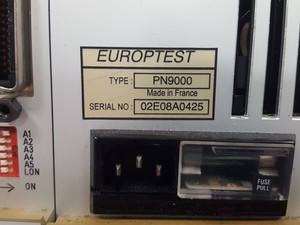 EUROPTEST
TYPE : PN9000
Made in France
SERIAL NO : 02E08A0425
A1
A2
A3
A4
A5
LON
→ ON
FUSE
PULL